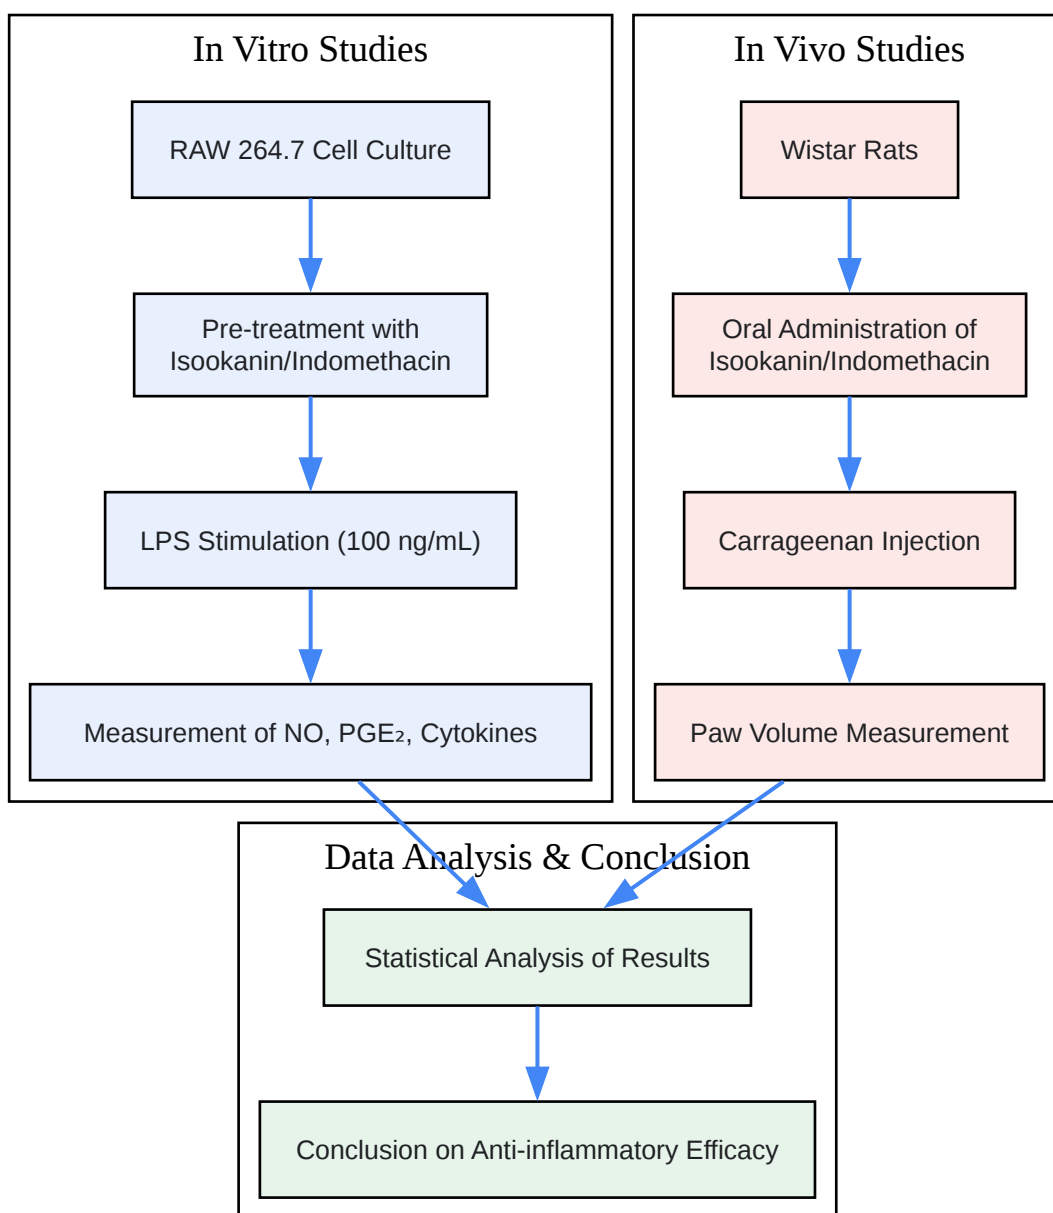 In Vitro Studies
RAW 264.7 Cell Culture
Pre-treatment with
Isookanin/Indomethacin
LPS Stimulation (100 ng/mL)
Measurement of NO, PGE₂, Cytokines
In Vivo Studies
Wistar Rats
Oral Administration of
Isookanin/Indomethacin
Carrageenan Injection
Paw Volume Measurement
Data Analysis & Conclusion
Statistical Analysis of Results
Conclusion on Anti-inflammatory Efficacy